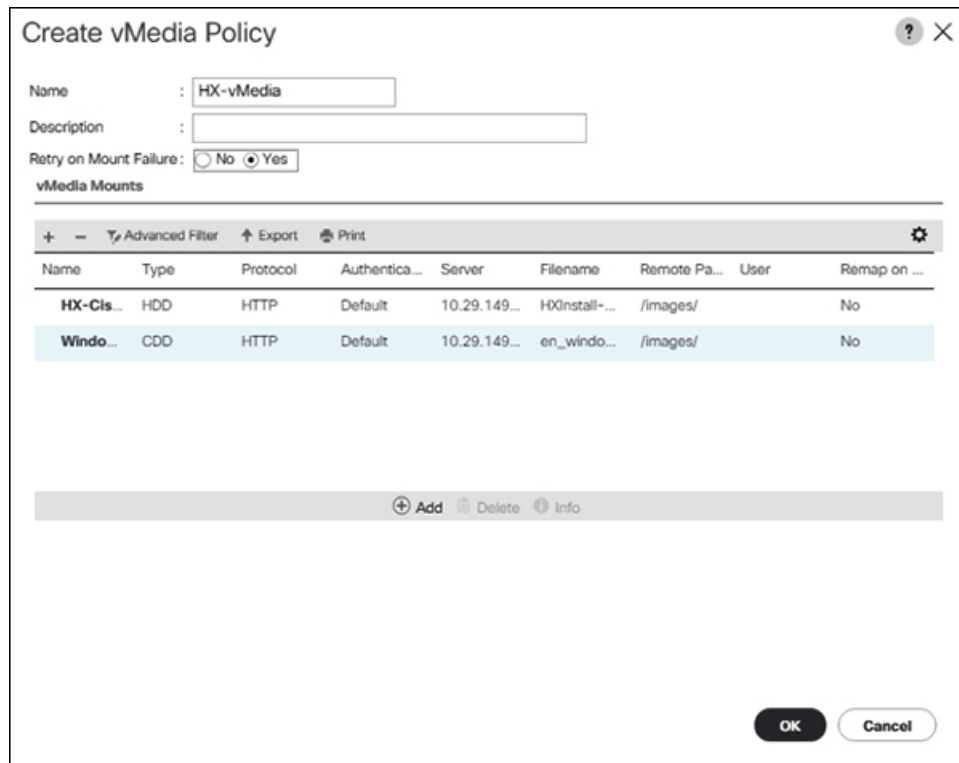 Create vMedia Policy
?
Name : HX-vMedia
Description :
Retry on Mount Failure : No Yes
vMedia Mounts
+ − Advanced Filter Export Print
Name Type Protocol Authentica... Server Filename Remote Pa... User Remap on ...
HX-Cis... HDD HTTP Default 10.29.149... HXInstall-... /images/ No
Windo... CDD HTTP Default 10.29.149... en_windo... /images/ No
Add Delete Info
OK Cancel